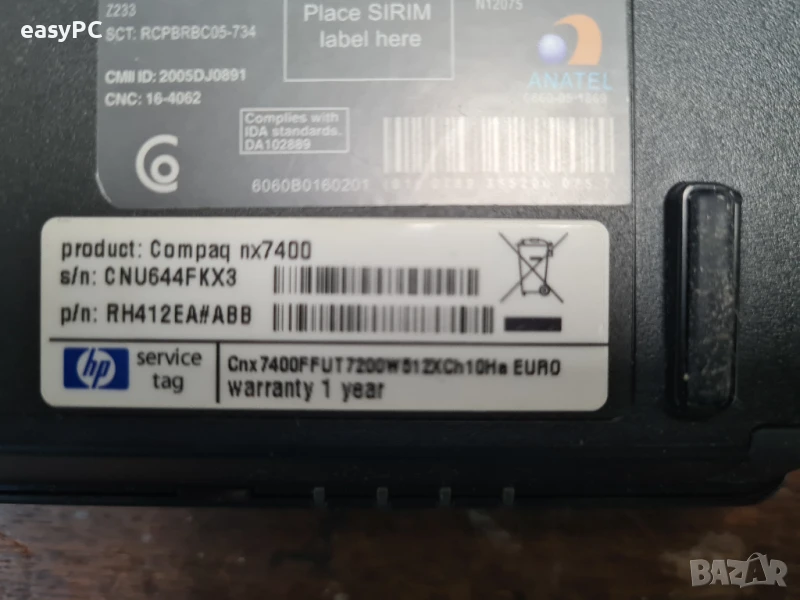 easyPC
Z233
SCT: RCPBRBC05-734
Place SIRIM
label here
N12075
CMII ID: 2005DJ0891
CNC: 16-4062
ANATEL
Complies with
IDA standards.
DA102889
6060B0160201
product: Compaq nx7400
s/n: CNU644FKX3
p/n: RH412EA#ABB
hp
service
tag
Cnx7400FFUT7200W512XCh10Ha EURO
warranty 1 year
BAZAR